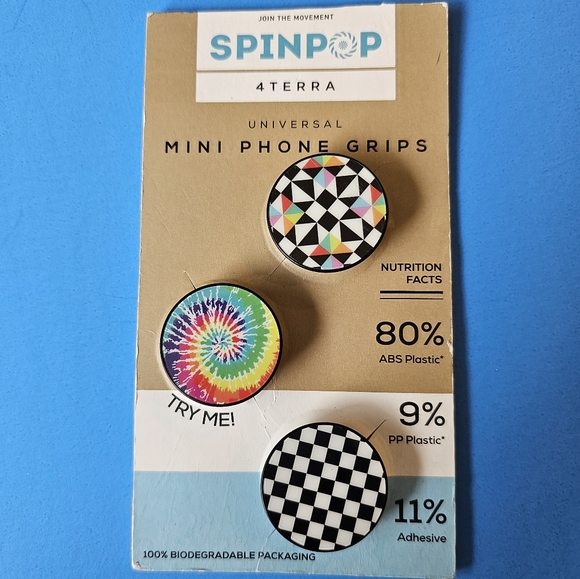 JOIN THE MOVEMENT
SPINPOP
4TERRA
UNIVERSAL
MINI PHONE GRIPS
NUTRITION
FACTS
80%
ABS Plastic*
TRY ME!
9%
PP Plastic*
11%
Adhesive
100% BIODEGRADABLE PACKAGING